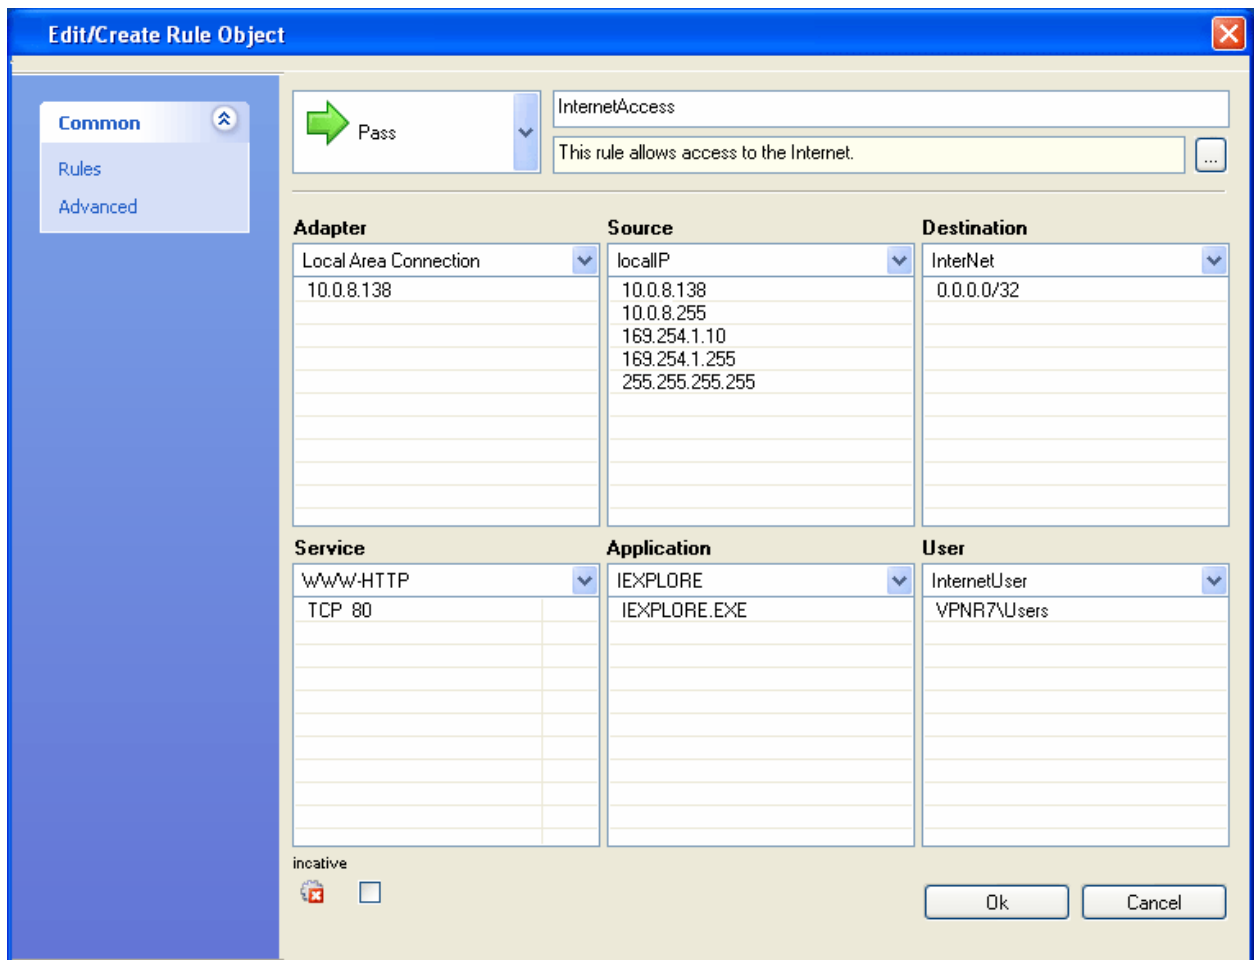 Edit/Create Rule Object
Common
Rules
Advanced
Pass
InternetAccess
This rule allows access to the Internet.
...
Adapter
Source
Destination
Local Area Connection
localIP
InterNet
10.0.8.138
10.0.8.138
0.0.0.0/32
10.0.8.255
169.254.1.10
169.254.1.255
255.255.255.255
Service
Application
User
WWW-HTTP
IEXPLORE
InternetUser
TCP 80
IEXPLORE.EXE
VPNR7\Users
incative
Ok
Cancel